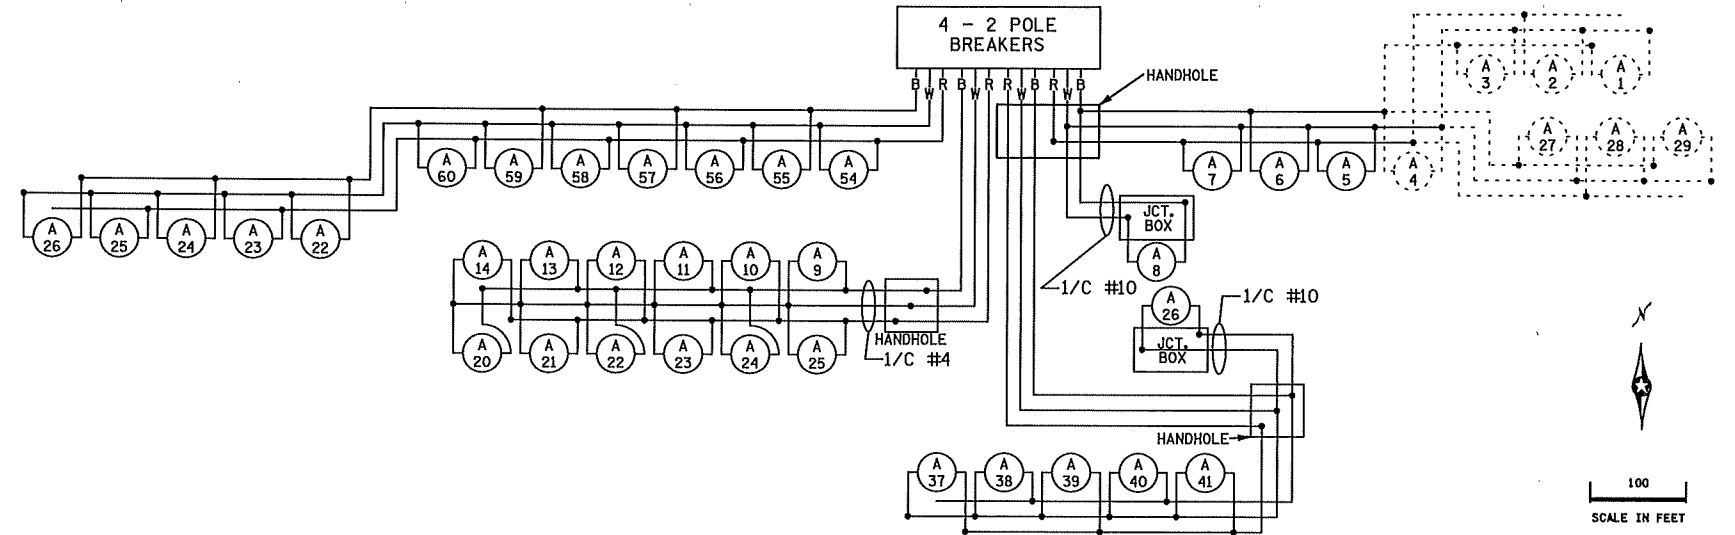 4 - 2 POLE
BREAKERS
B W R B W R R W B R W B
HANDHOLE
A
3
A
2
A
1
A
60
A
59
A
58
A
57
A
56
A
55
A
54
A
7
A
6
A
5
A
4
A
27
A
28
A
29
A
26
A
25
A
24
A
23
A
22
JCT.
BOX
A
8
1/C #10
A
14
A
13
A
12
A
11
A
10
A
9
A
20
A
21
A
22
A
23
A
24
A
25
HANDHOLE
1/C #4
A
26
1/C #10
JCT.
BOX
HANDHOLE
A
37
A
38
A
39
A
40
A
41
N
100
SCALE IN FEET